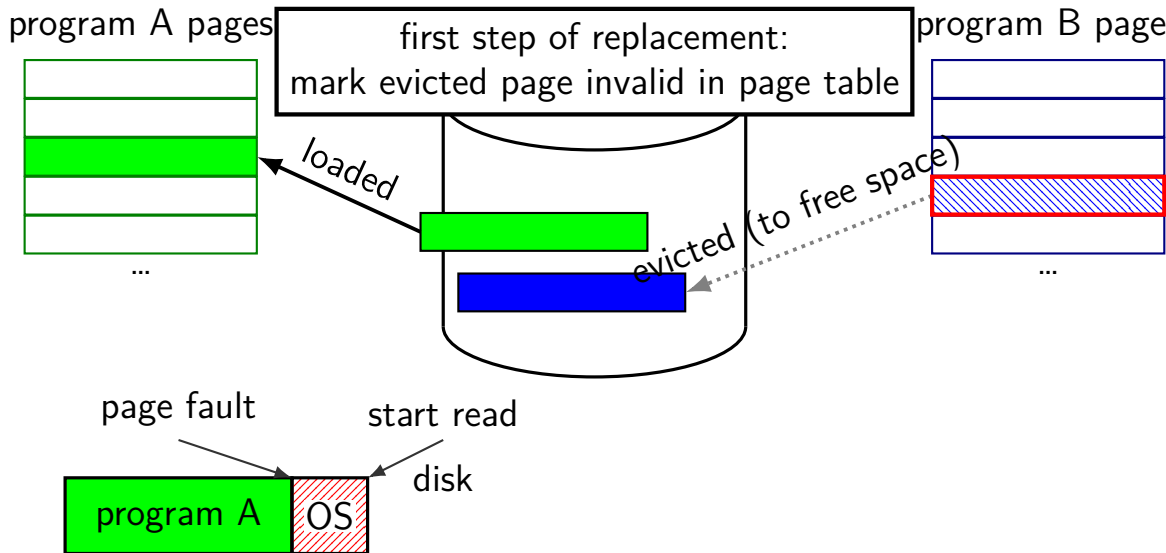 program A pages
first step of replacement:
mark evicted page invalid in page table
program B page
loaded
evicted (to free space)
...
...
page fault
start read
disk
program A
OS